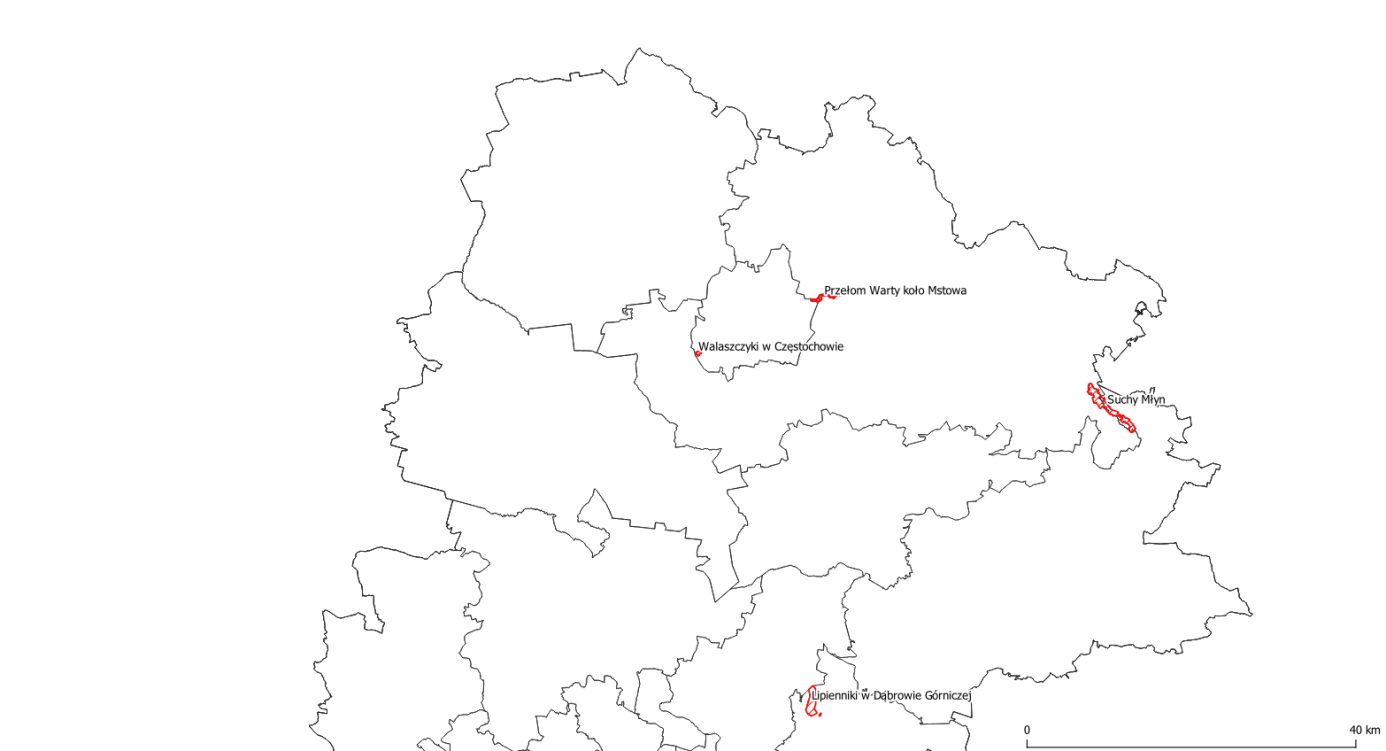 Przełom Warty koło Mstowa
Walaszczyki w Częstochowie
Suchy Młyn
Lipienniki w Dąbrowie Górniczej
0 40 km